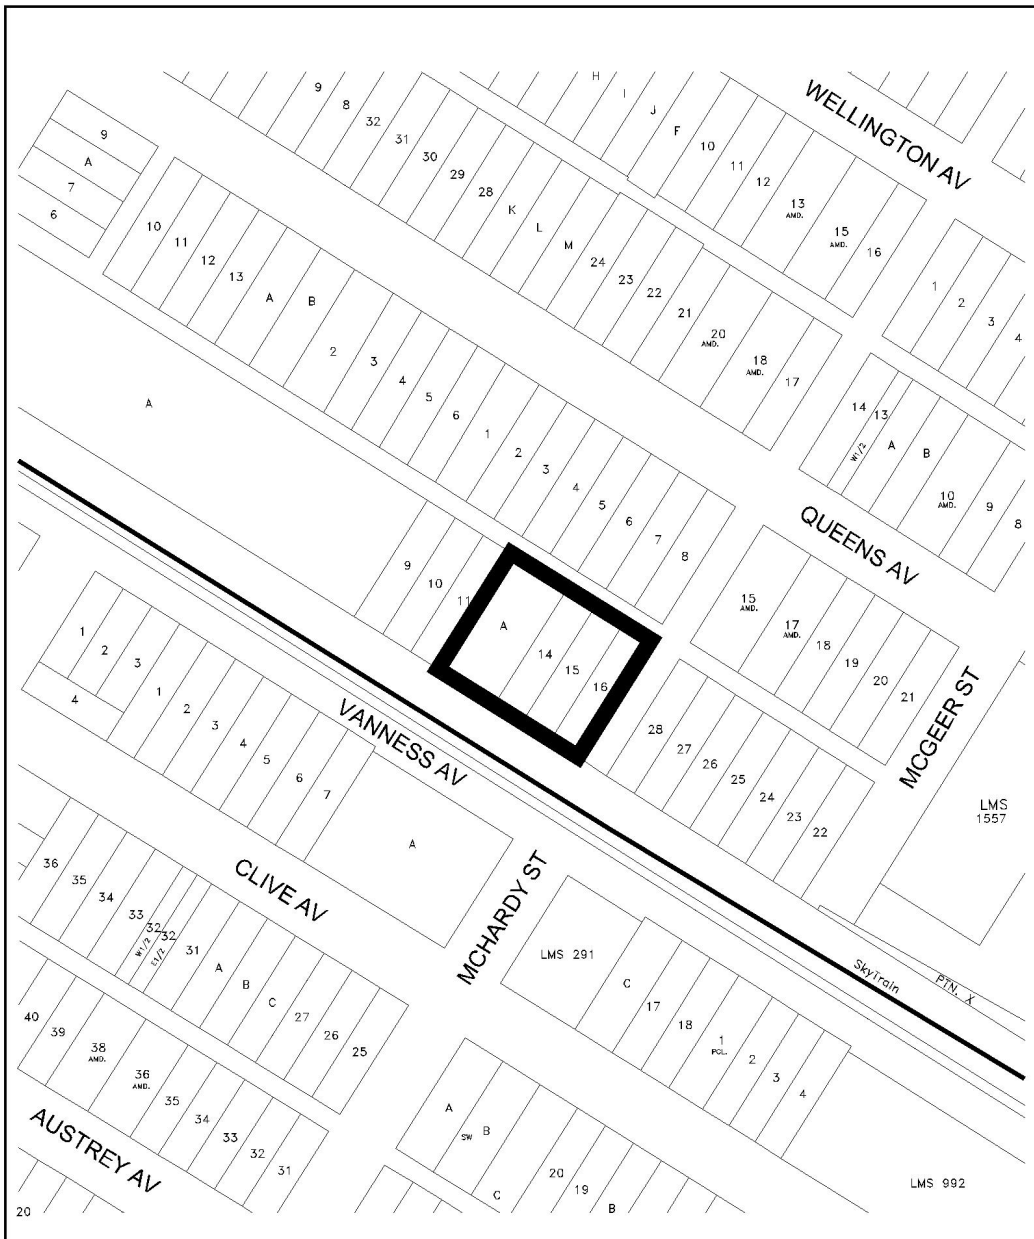 WELLINGTON AV
H
I
J
F
10
11
12
13
AMD.
15
AMD.
16
9
8
32
31
30
29
28
K
L
M
24
23
22
21
20
AMD.
18
AMD.
17
1
2
3
4
9
A
7
6
10
11
12
13
A
B
2
3
4
5
6
1
2
3
4
5
6
7
8
14
13
W1/2
A
B
10
AMD.
9
8
QUEENS AV
A
9
10
11
A
14
15
16
15
AMD.
17
AMD.
18
19
20
21
MCGEER ST
28
27
26
25
24
23
22
LMS
1557
1
2
3
4
1
2
3
4
5
6
7
A
VANNESS AV
CLIVE AV
MCHARDY ST
36
35
34
33
32
W1/2
32
E1/2
31
A
B
C
27
26
25
LMS 291
C
17
18
1
PCL.
2
3
4
SkyTrain
PTN. X
40
39
38
AMD.
36
AMD.
35
34
33
32
31
AUSTREY AV
A
SW
B
C
20
19
B
LMS 992
20